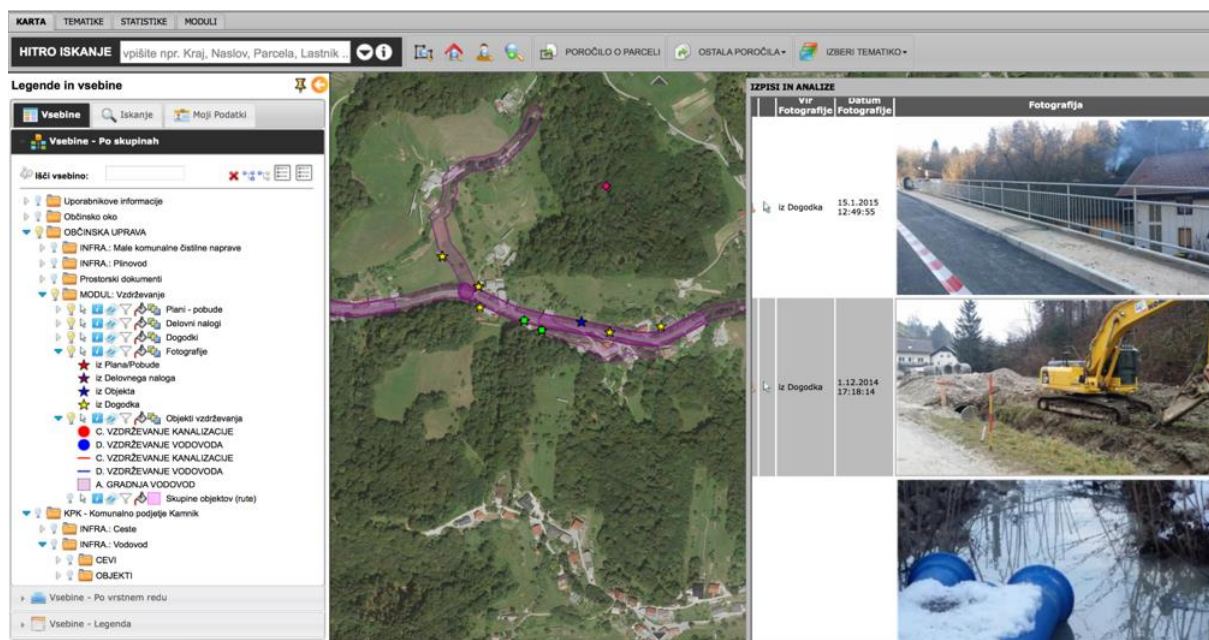 KARTA TEMATIKE STATISTIKE MODULI
HITRO ISKANJE vpišite npr. Kraj, Naslov, Parcela, Lastnik .. POROČILO O PARCELI OSTALA POROČILA IZBERI TEMATIKO
Legende in vsebine
Vsebine Iskanje Moji Podatki
Vsebine - Po skupinah
Išči vsebino:
Uporabnikove informacije
Občinsko oko
OBČINSKA UPRAVA
INFRA.: Male komunalne čistilne naprave
INFRA.: Plinovod
Prostorski dokumenti
MODUL: Vzdrževanje
Plani - pobude
Delovni nalogi
Dogodki
Fotografije
iz Plana/Pobude
iz Delovnega naloga
iz Objekta
iz Dogodka
Objekti vzdrževanja
C. VZDRŽEVANJE KANALIZACIJE
D. VZDRŽEVANJE VODOVODA
C. VZDRŽEVANJE KANALIZACIJE
D. VZDRŽEVANJE VODOVODA
A. GRADNJA VODOVOD
Skupine objektov (rute)
KPK - Komunalno podjetje Kamnik
INFRA.: Ceste
INFRA.: Vodovod
CEVI
OBJEKTI
Vsebine - Po vrstnem redu
Vsebine - Legenda
IZPISI IN ANALIZE
Vir Datum
Fotografije Fotografije Fotografija
iz Dogodka 15.1.2015
12:49:55
iz Dogodka 1.12.2014
17:18:14